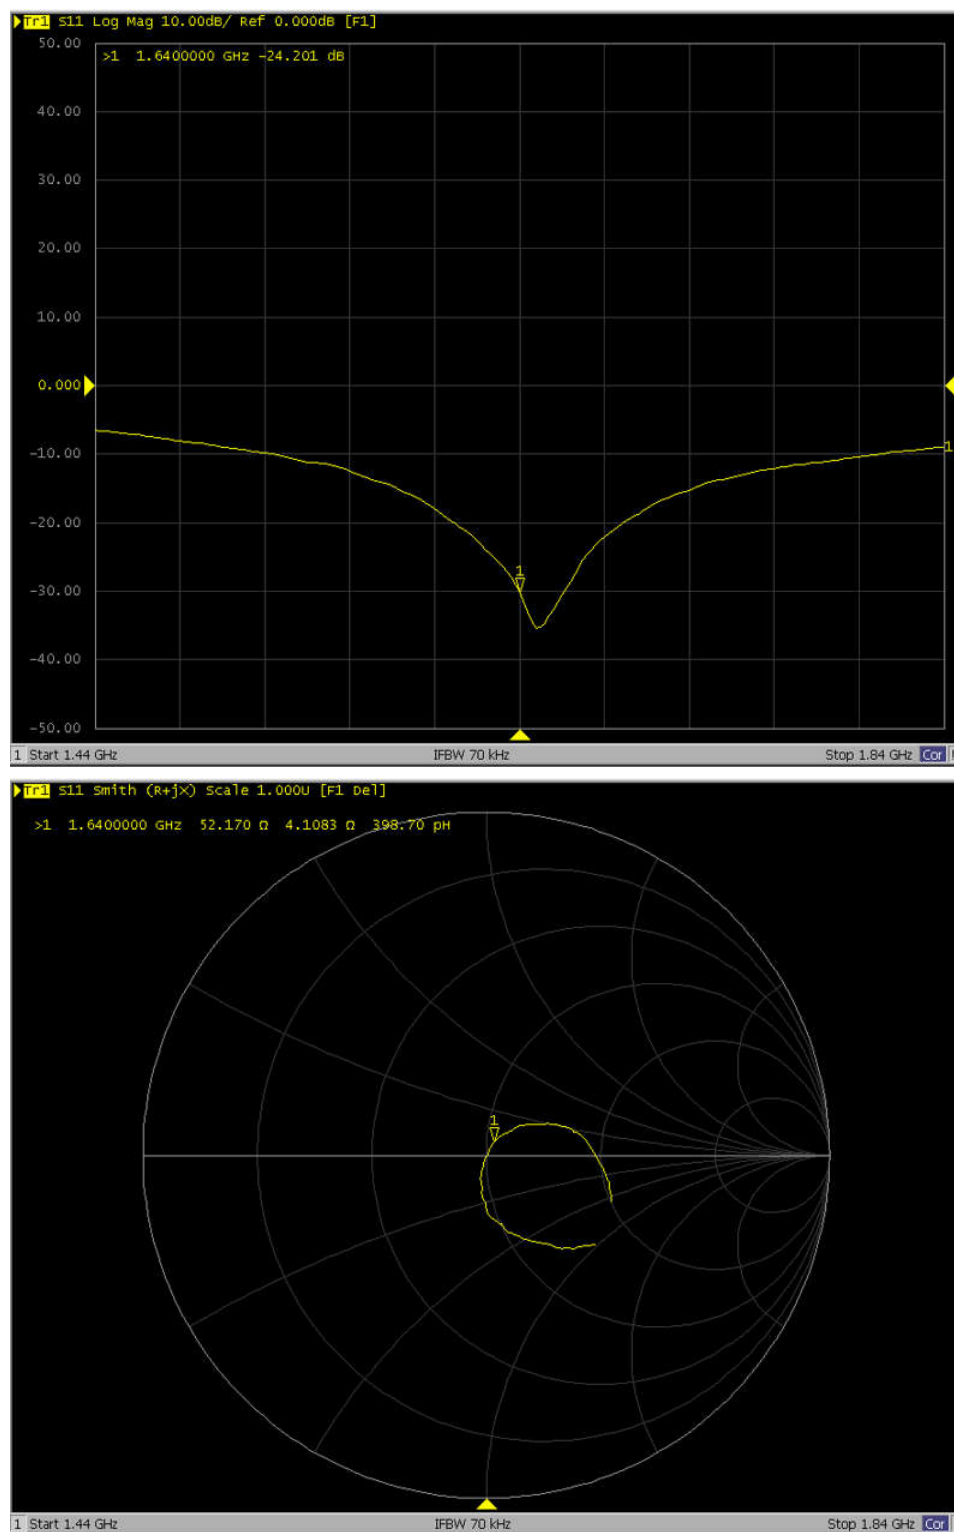 Tr1 S11 Log Mag 10.00dB/ Ref 0.000dB [F1]
50.00
>1 1.6400000 GHz -24.201 dB
40.00
30.00
20.00
10.00
0.000
-10.00
1
-20.00
1
-30.00
-40.00
-50.00
1 Start 1.44 GHz IFBW 70 kHz Stop 1.84 GHz Cor
Tr1 S11 Smith (R+jX) Scale 1.000U [F1 Del]
>1 1.6400000 GHz 52.170 Ω 4.1083 Ω 398.70 pH
1
1 Start 1.44 GHz IFBW 70 kHz Stop 1.84 GHz Cor